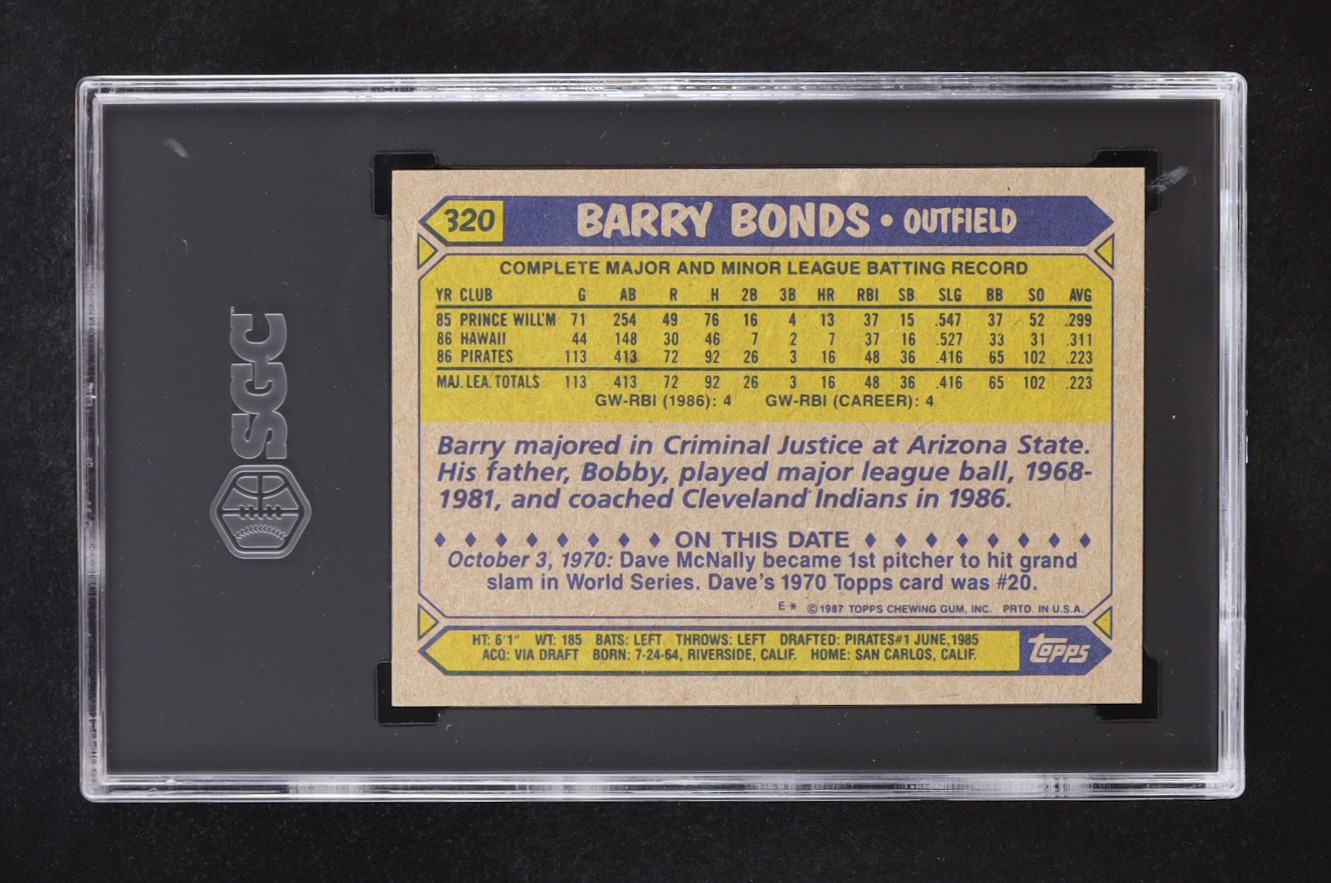 SGC
320 BARRY BONDS • OUTFIELD
COMPLETE MAJOR AND MINOR LEAGUE BATTING RECORD
YR CLUB G AB R H 2B 3B HR RBI SB SLG BB SO AVG
85 PRINCE WILL'M 71 254 49 76 16 4 13 37 15 .547 37 52 .299
86 HAWAII 44 148 30 46 7 2 7 37 16 .527 33 31 .311
86 PIRATES 113 413 72 92 26 3 16 48 36 .416 65 102 .223
MAJ. LEA. TOTALS 113 413 72 92 26 3 16 48 36 .416 65 102 .223
GW-RBI (1986): 4 GW-RBI (CAREER): 4
Barry majored in Criminal Justice at Arizona State.
His father, Bobby, played major league ball, 1968-
1981, and coached Cleveland Indians in 1986.
ON THIS DATE
October 3, 1970: Dave McNally became 1st pitcher to hit grand
slam in World Series. Dave's 1970 Topps card was #20.
E* ©1987 TOPPS CHEWING GUM, INC. PRTD. IN U.S.A.
HT: 6'1" WT: 185 BATS: LEFT THROWS: LEFT DRAFTED: PIRATES#1 JUNE,1985
ACQ: VIA DRAFT BORN: 7-24-64, RIVERSIDE, CALIF. HOME: SAN CARLOS, CALIF.
topps